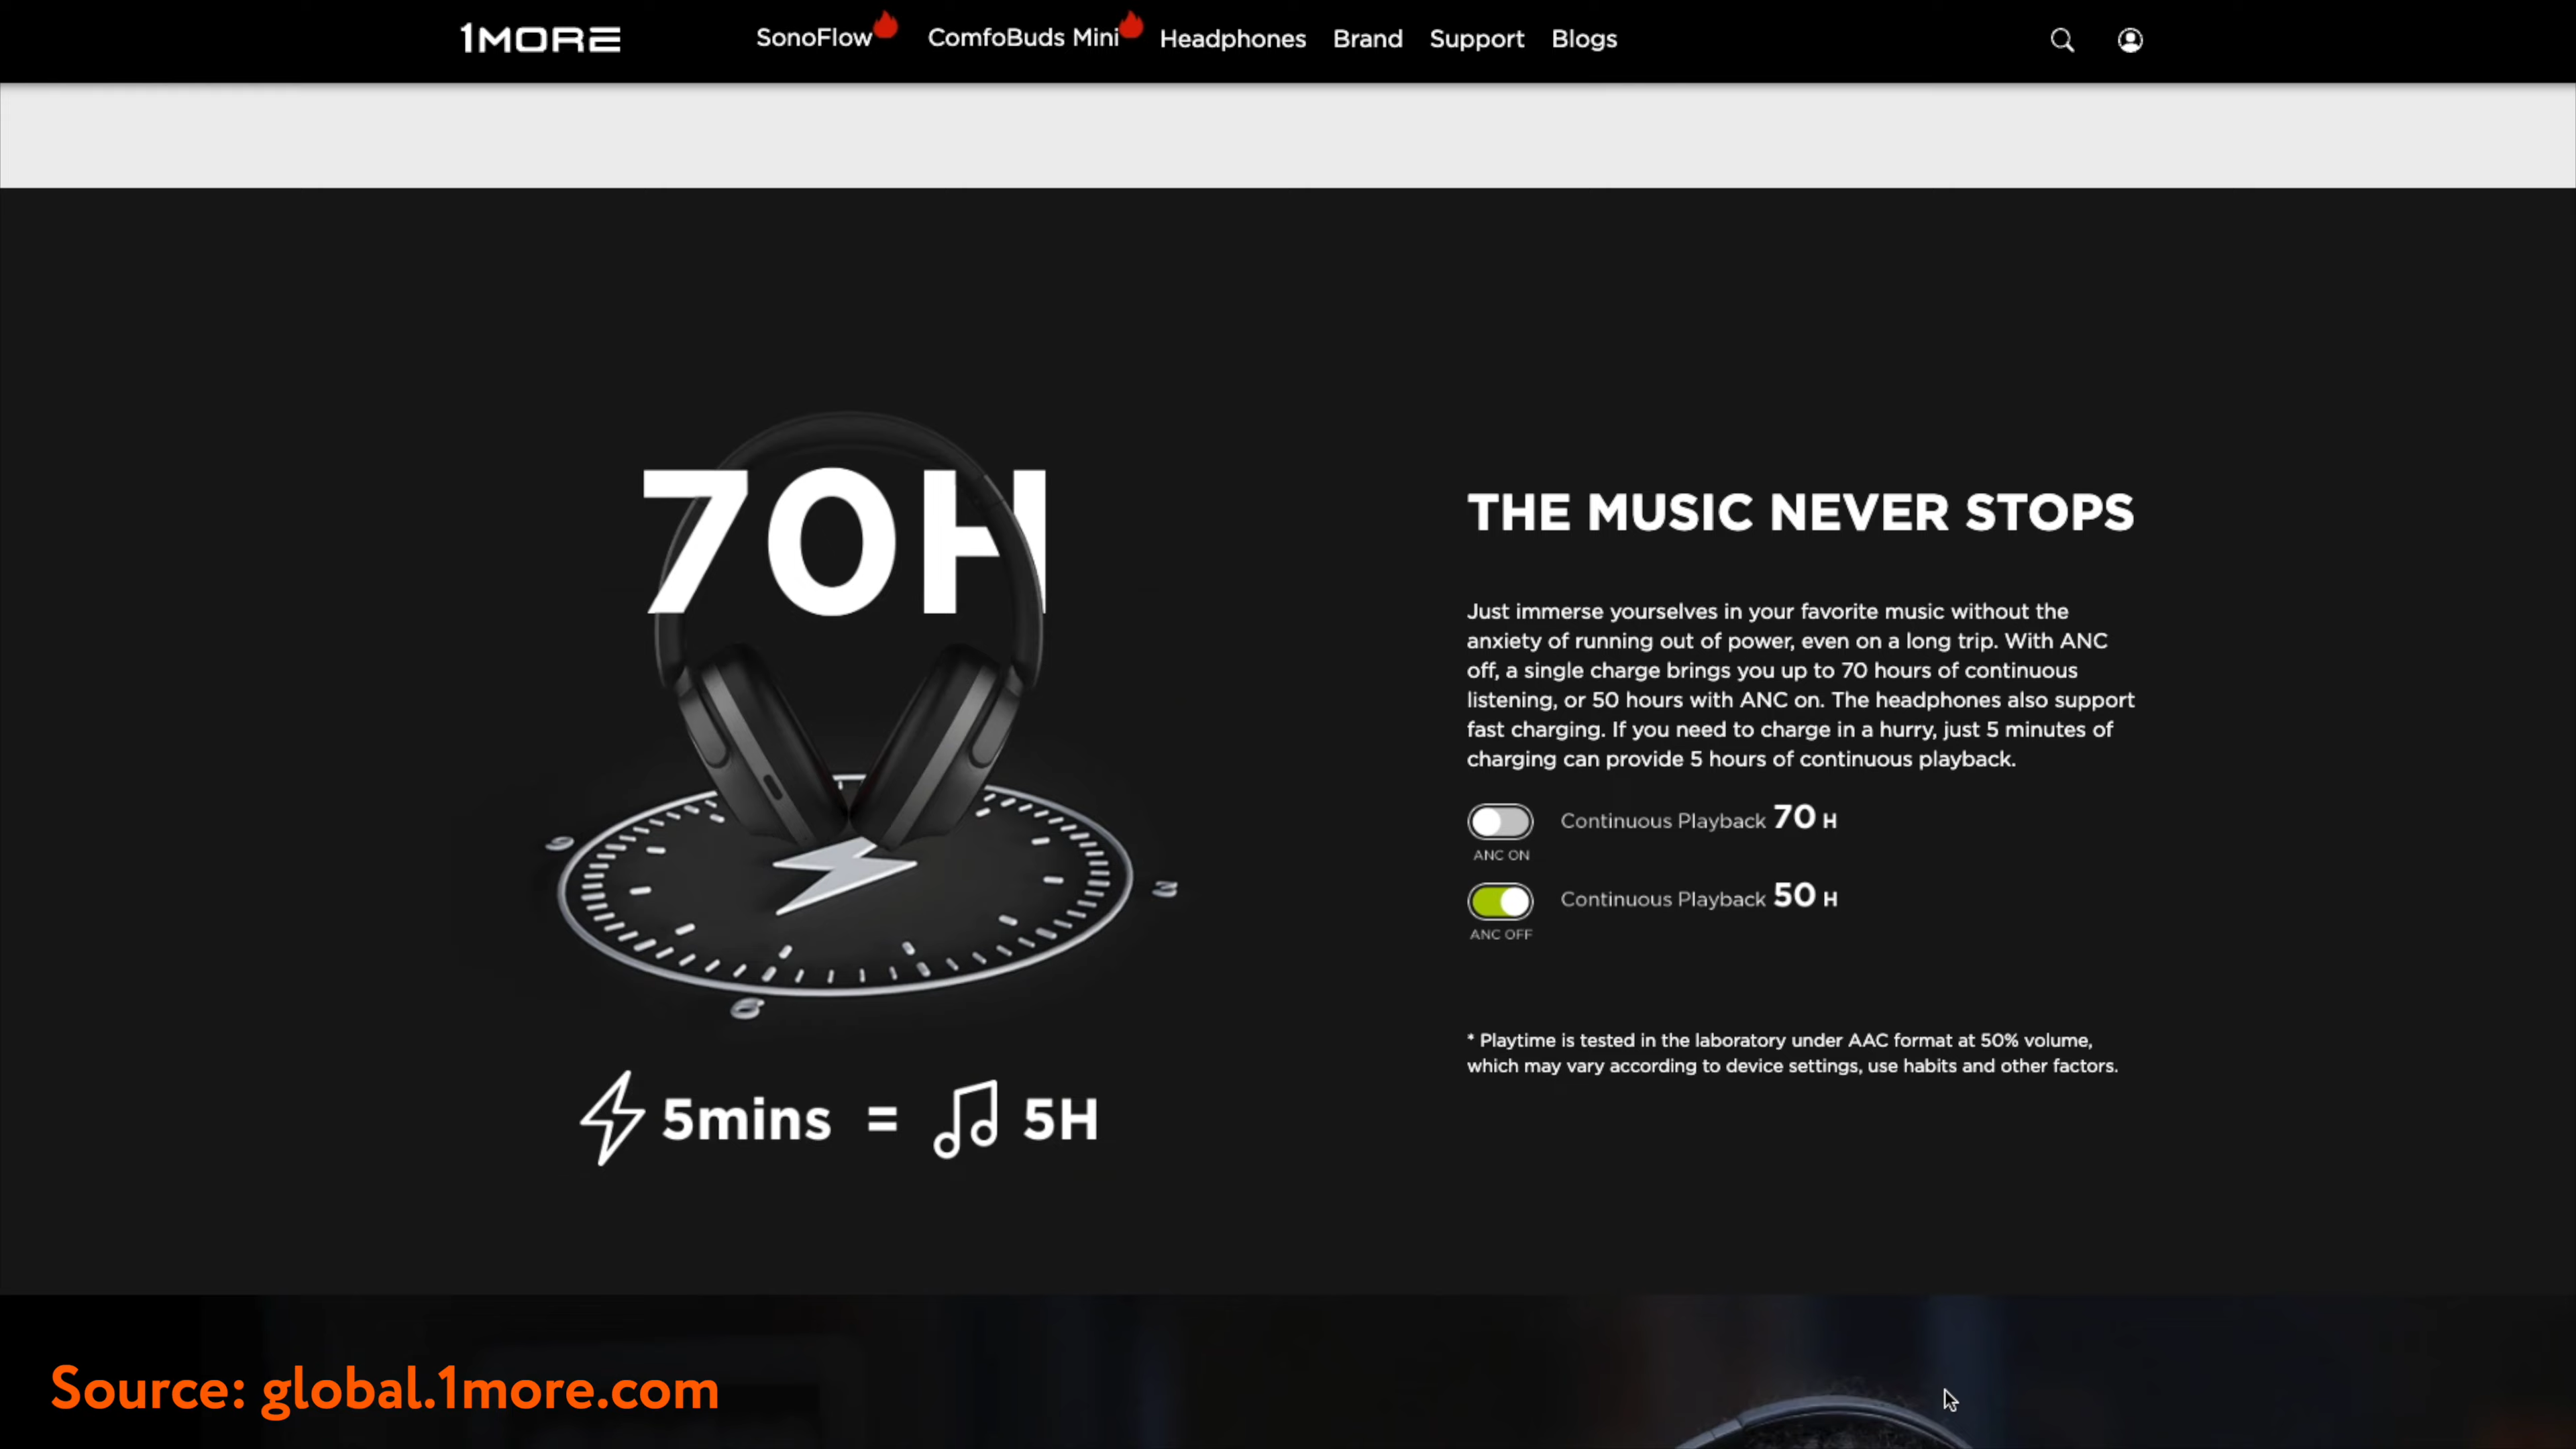 1MORE
SonoFlow ComfoBuds Mini Headphones Brand Support Blogs
70H
THE MUSIC NEVER STOPS
Just immerse yourselves in your favorite music without the
anxiety of running out of power, even on a long trip. With ANC
off, a single charge brings you up to 70 hours of continuous
listening, or 50 hours with ANC on. The headphones also support
fast charging. If you need to charge in a hurry, just 5 minutes of
charging can provide 5 hours of continuous playback.
Continuous Playback 70 H
ANC ON
Continuous Playback 50 H
ANC OFF
9
3
6
* Playtime is tested in the laboratory under AAC format at 50% volume,
which may vary according to device settings, use habits and other factors.
5mins = 5H
Source: global.1more.com